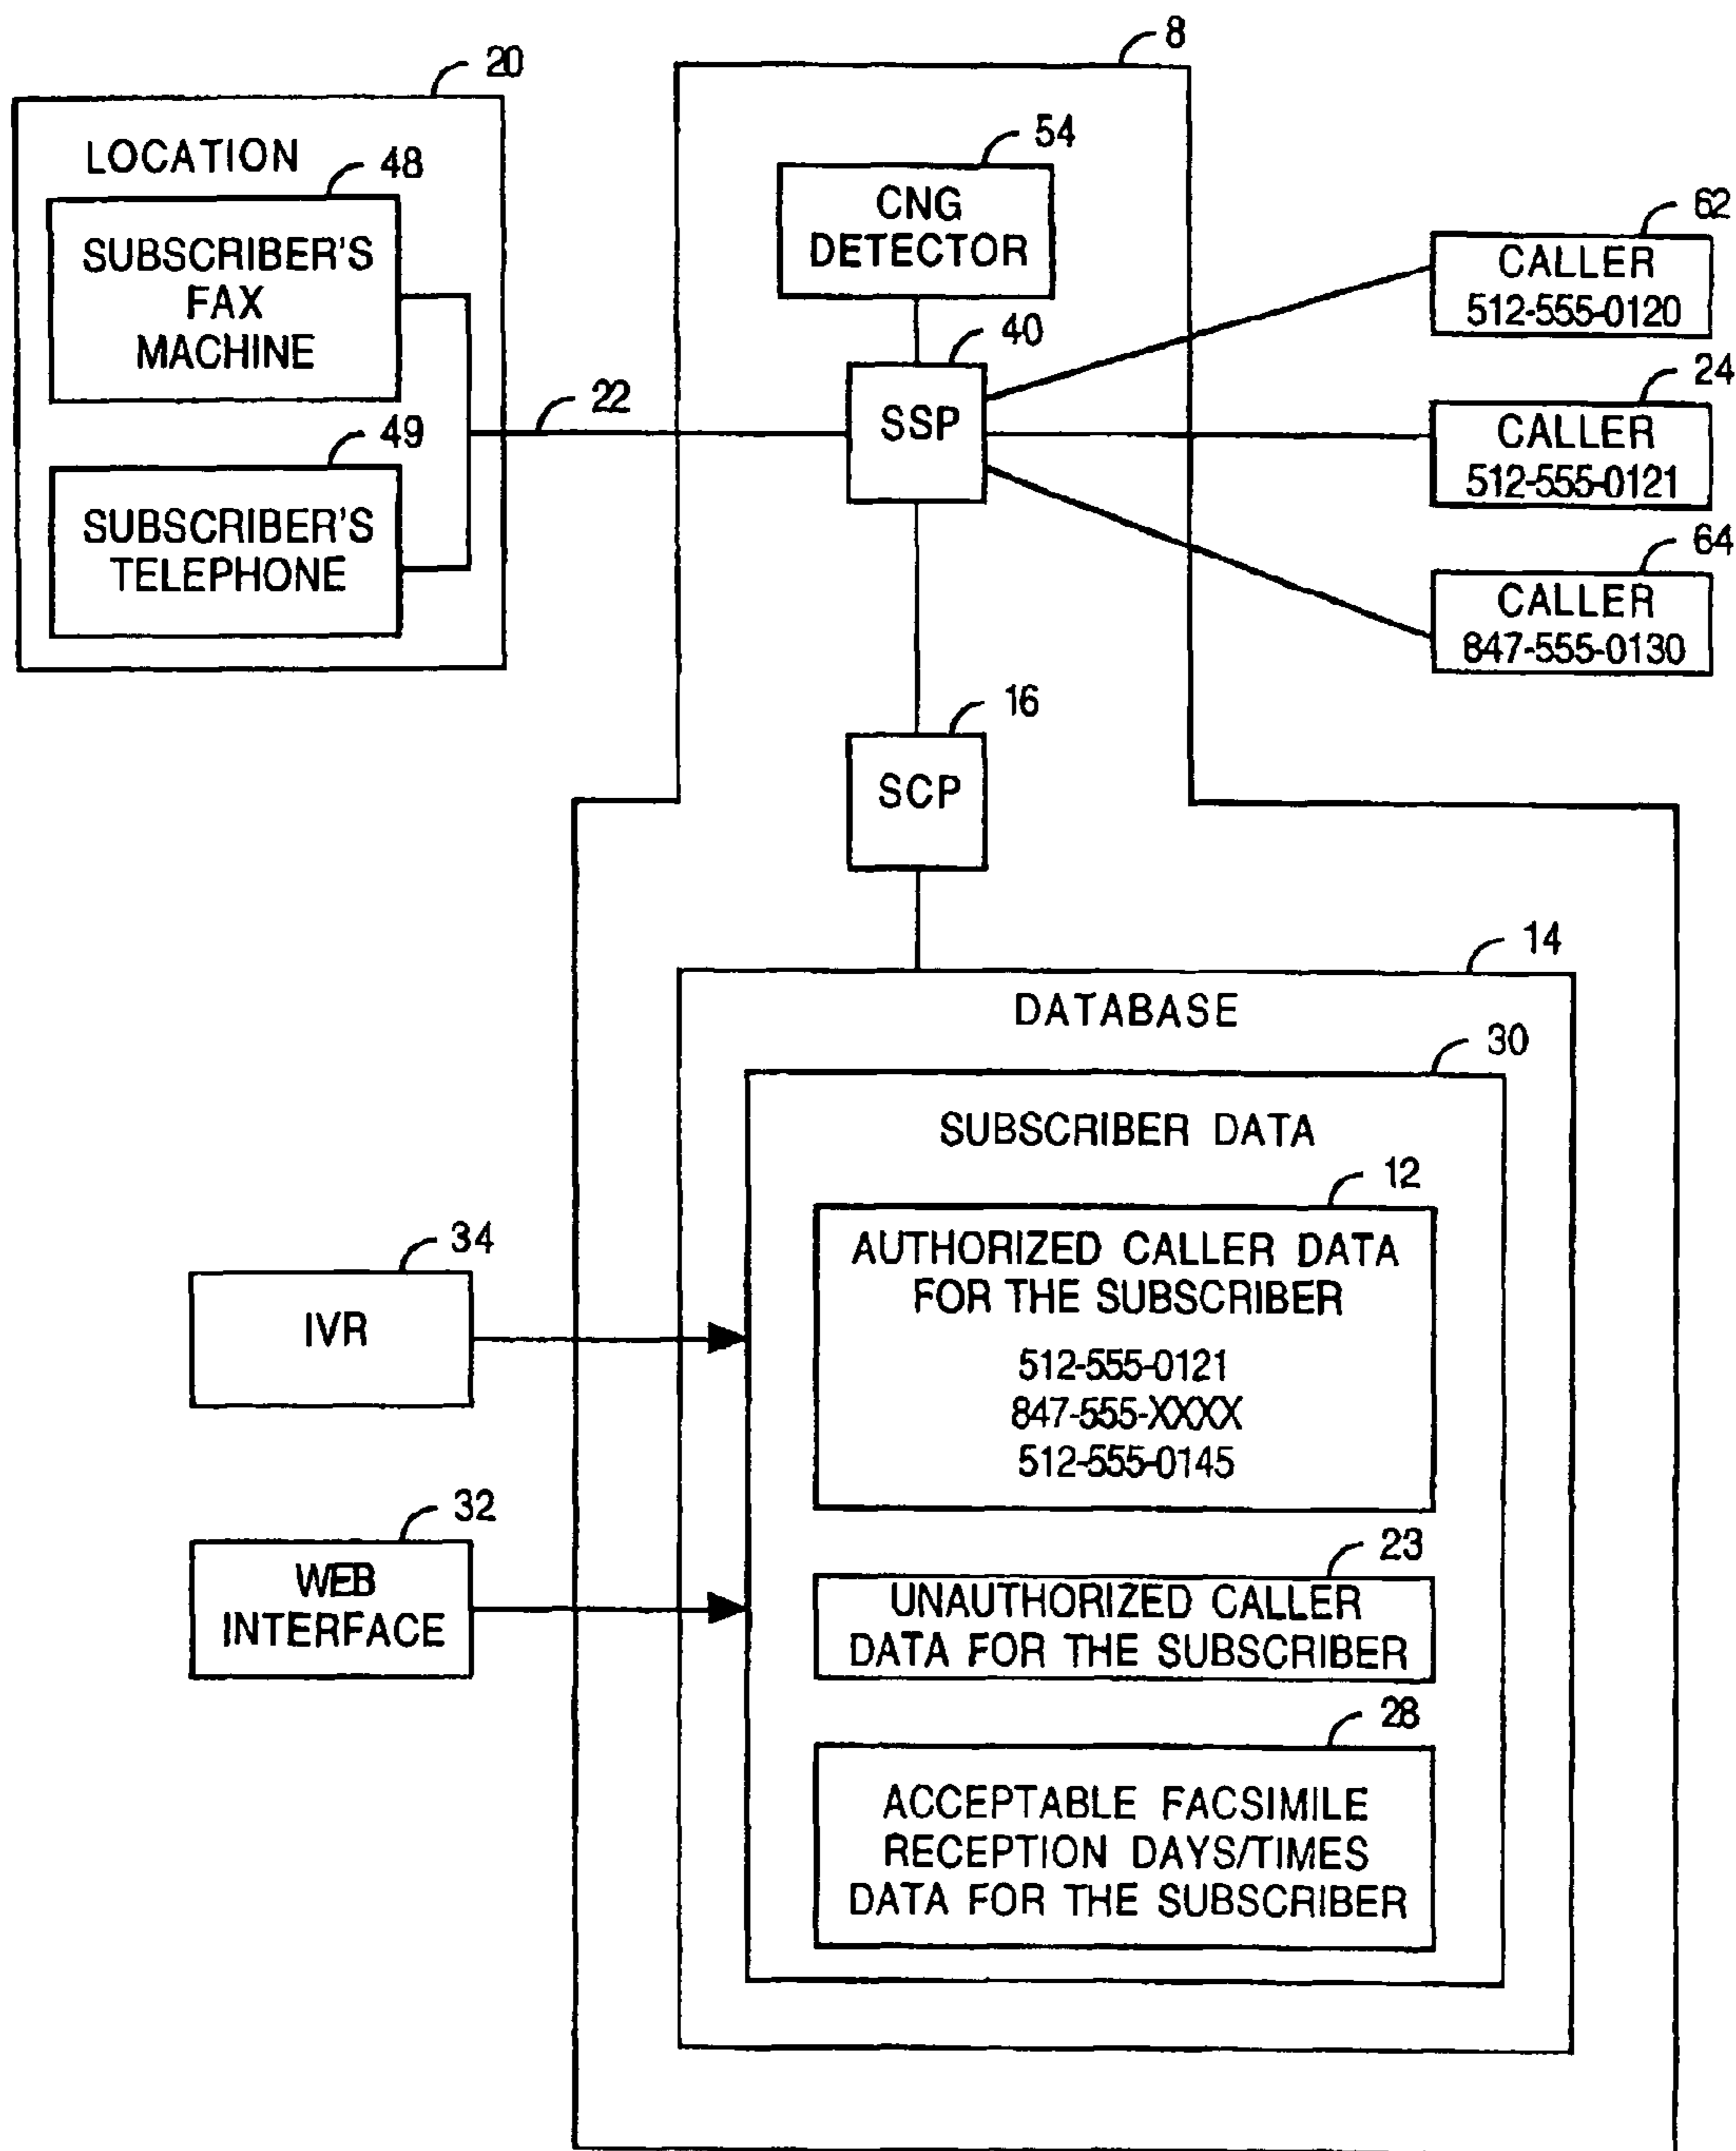 8
20
LOCATION
48
SUBSCRIBER'S
FAX
MACHINE
49
SUBSCRIBER'S
TELEPHONE
22
54
CNG
DETECTOR
40
SSP
62
CALLER
512-555-0120
24
CALLER
512-555-0121
64
CALLER
847-555-0130
16
SCP
14
DATABASE
30
SUBSCRIBER DATA
12
AUTHORIZED CALLER DATA
FOR THE SUBSCRIBER
512-555-0121
847-555-XXXX
512-555-0145
34
IVR
32
WEB
INTERFACE
23
UNAUTHORIZED CALLER
DATA FOR THE SUBSCRIBER
28
ACCEPTABLE FACSIMILE
RECEPTION DAYS/TIMES
DATA FOR THE SUBSCRIBER